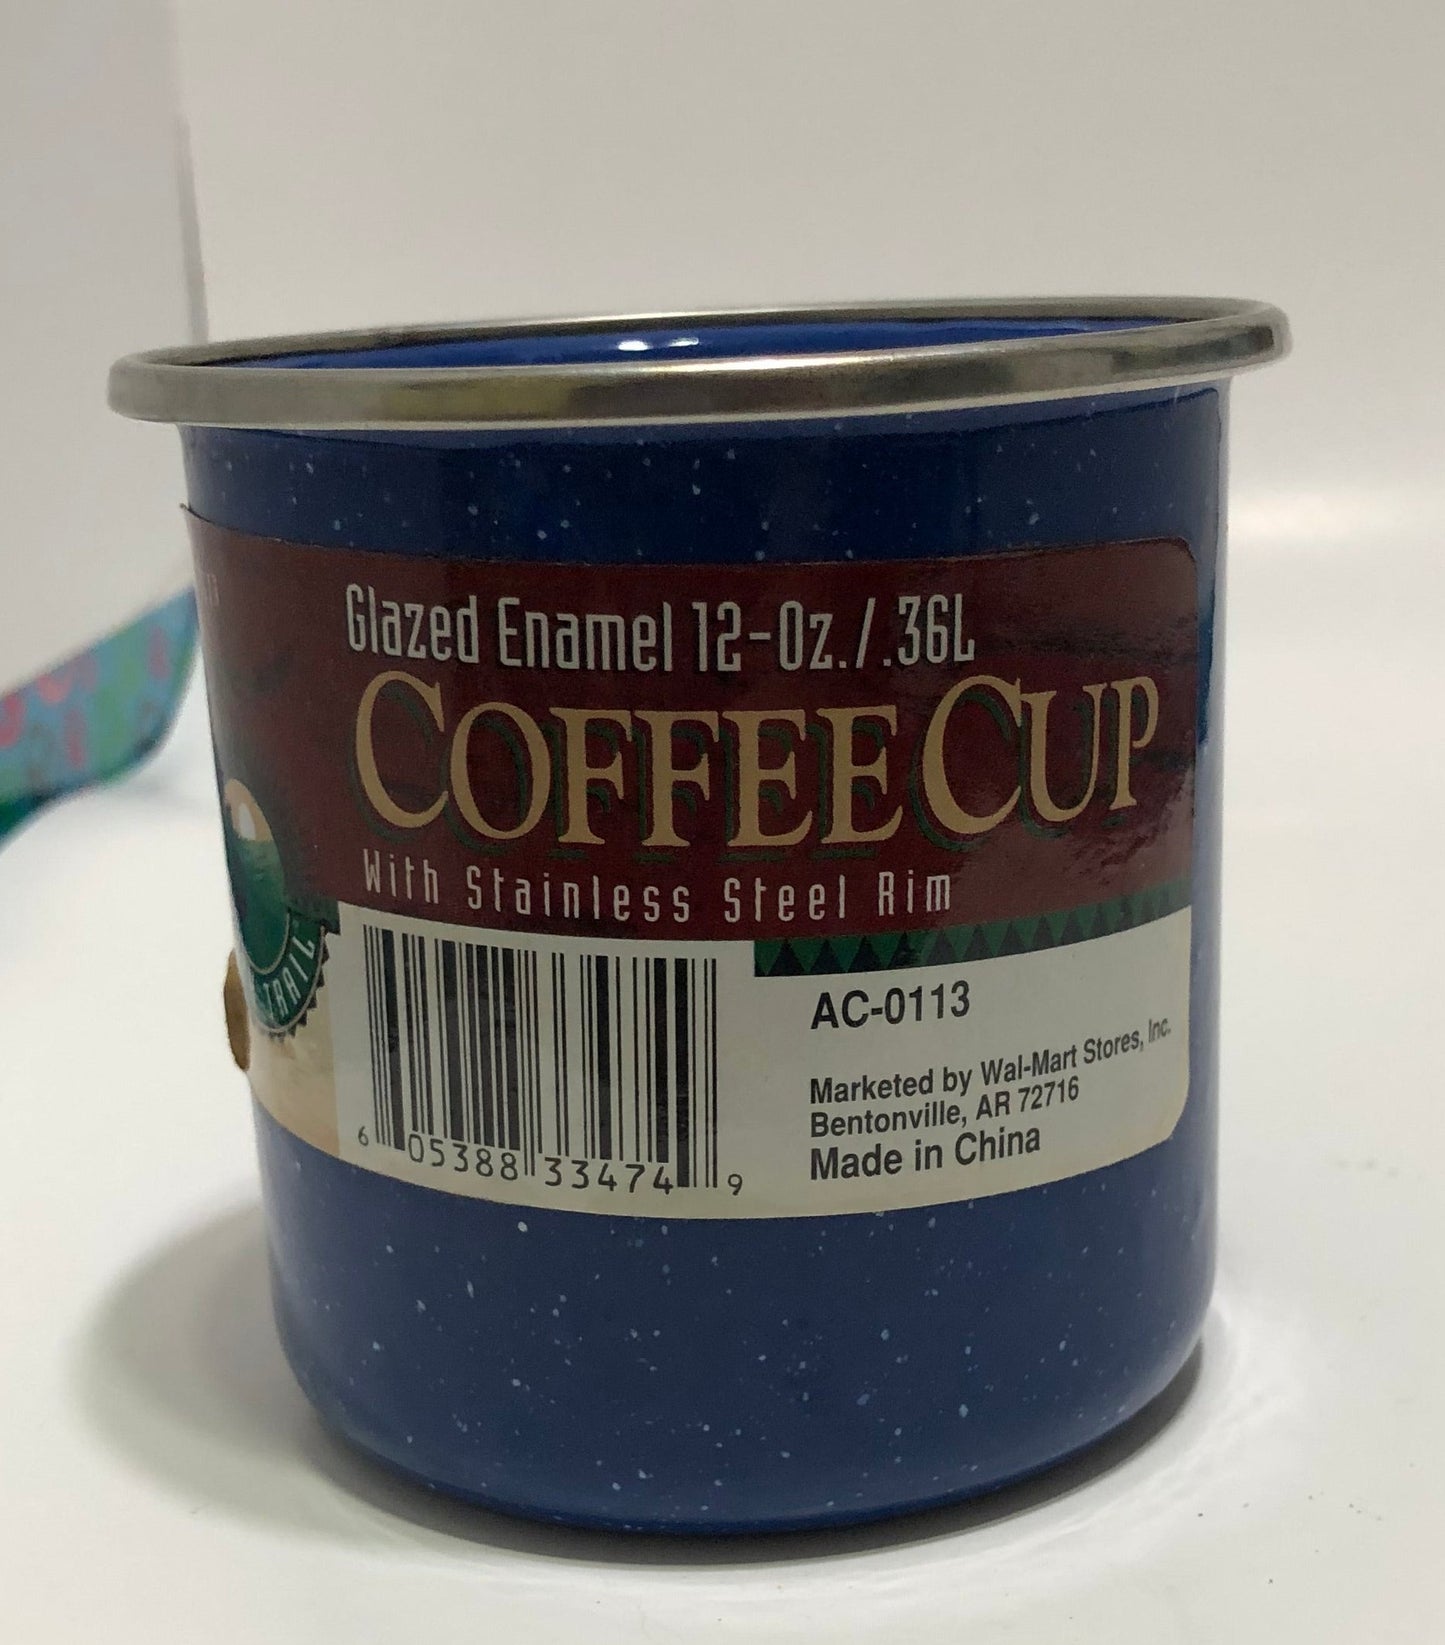 Glazed Enamel 12-Oz./.36L
COFFEE CUP
With Stainless Steel Rim
TRAIL
AC-0113
Marketed by Wal-Mart Stores, Inc.
Bentonville, AR 72716
Made in China
6 05388 33474 9